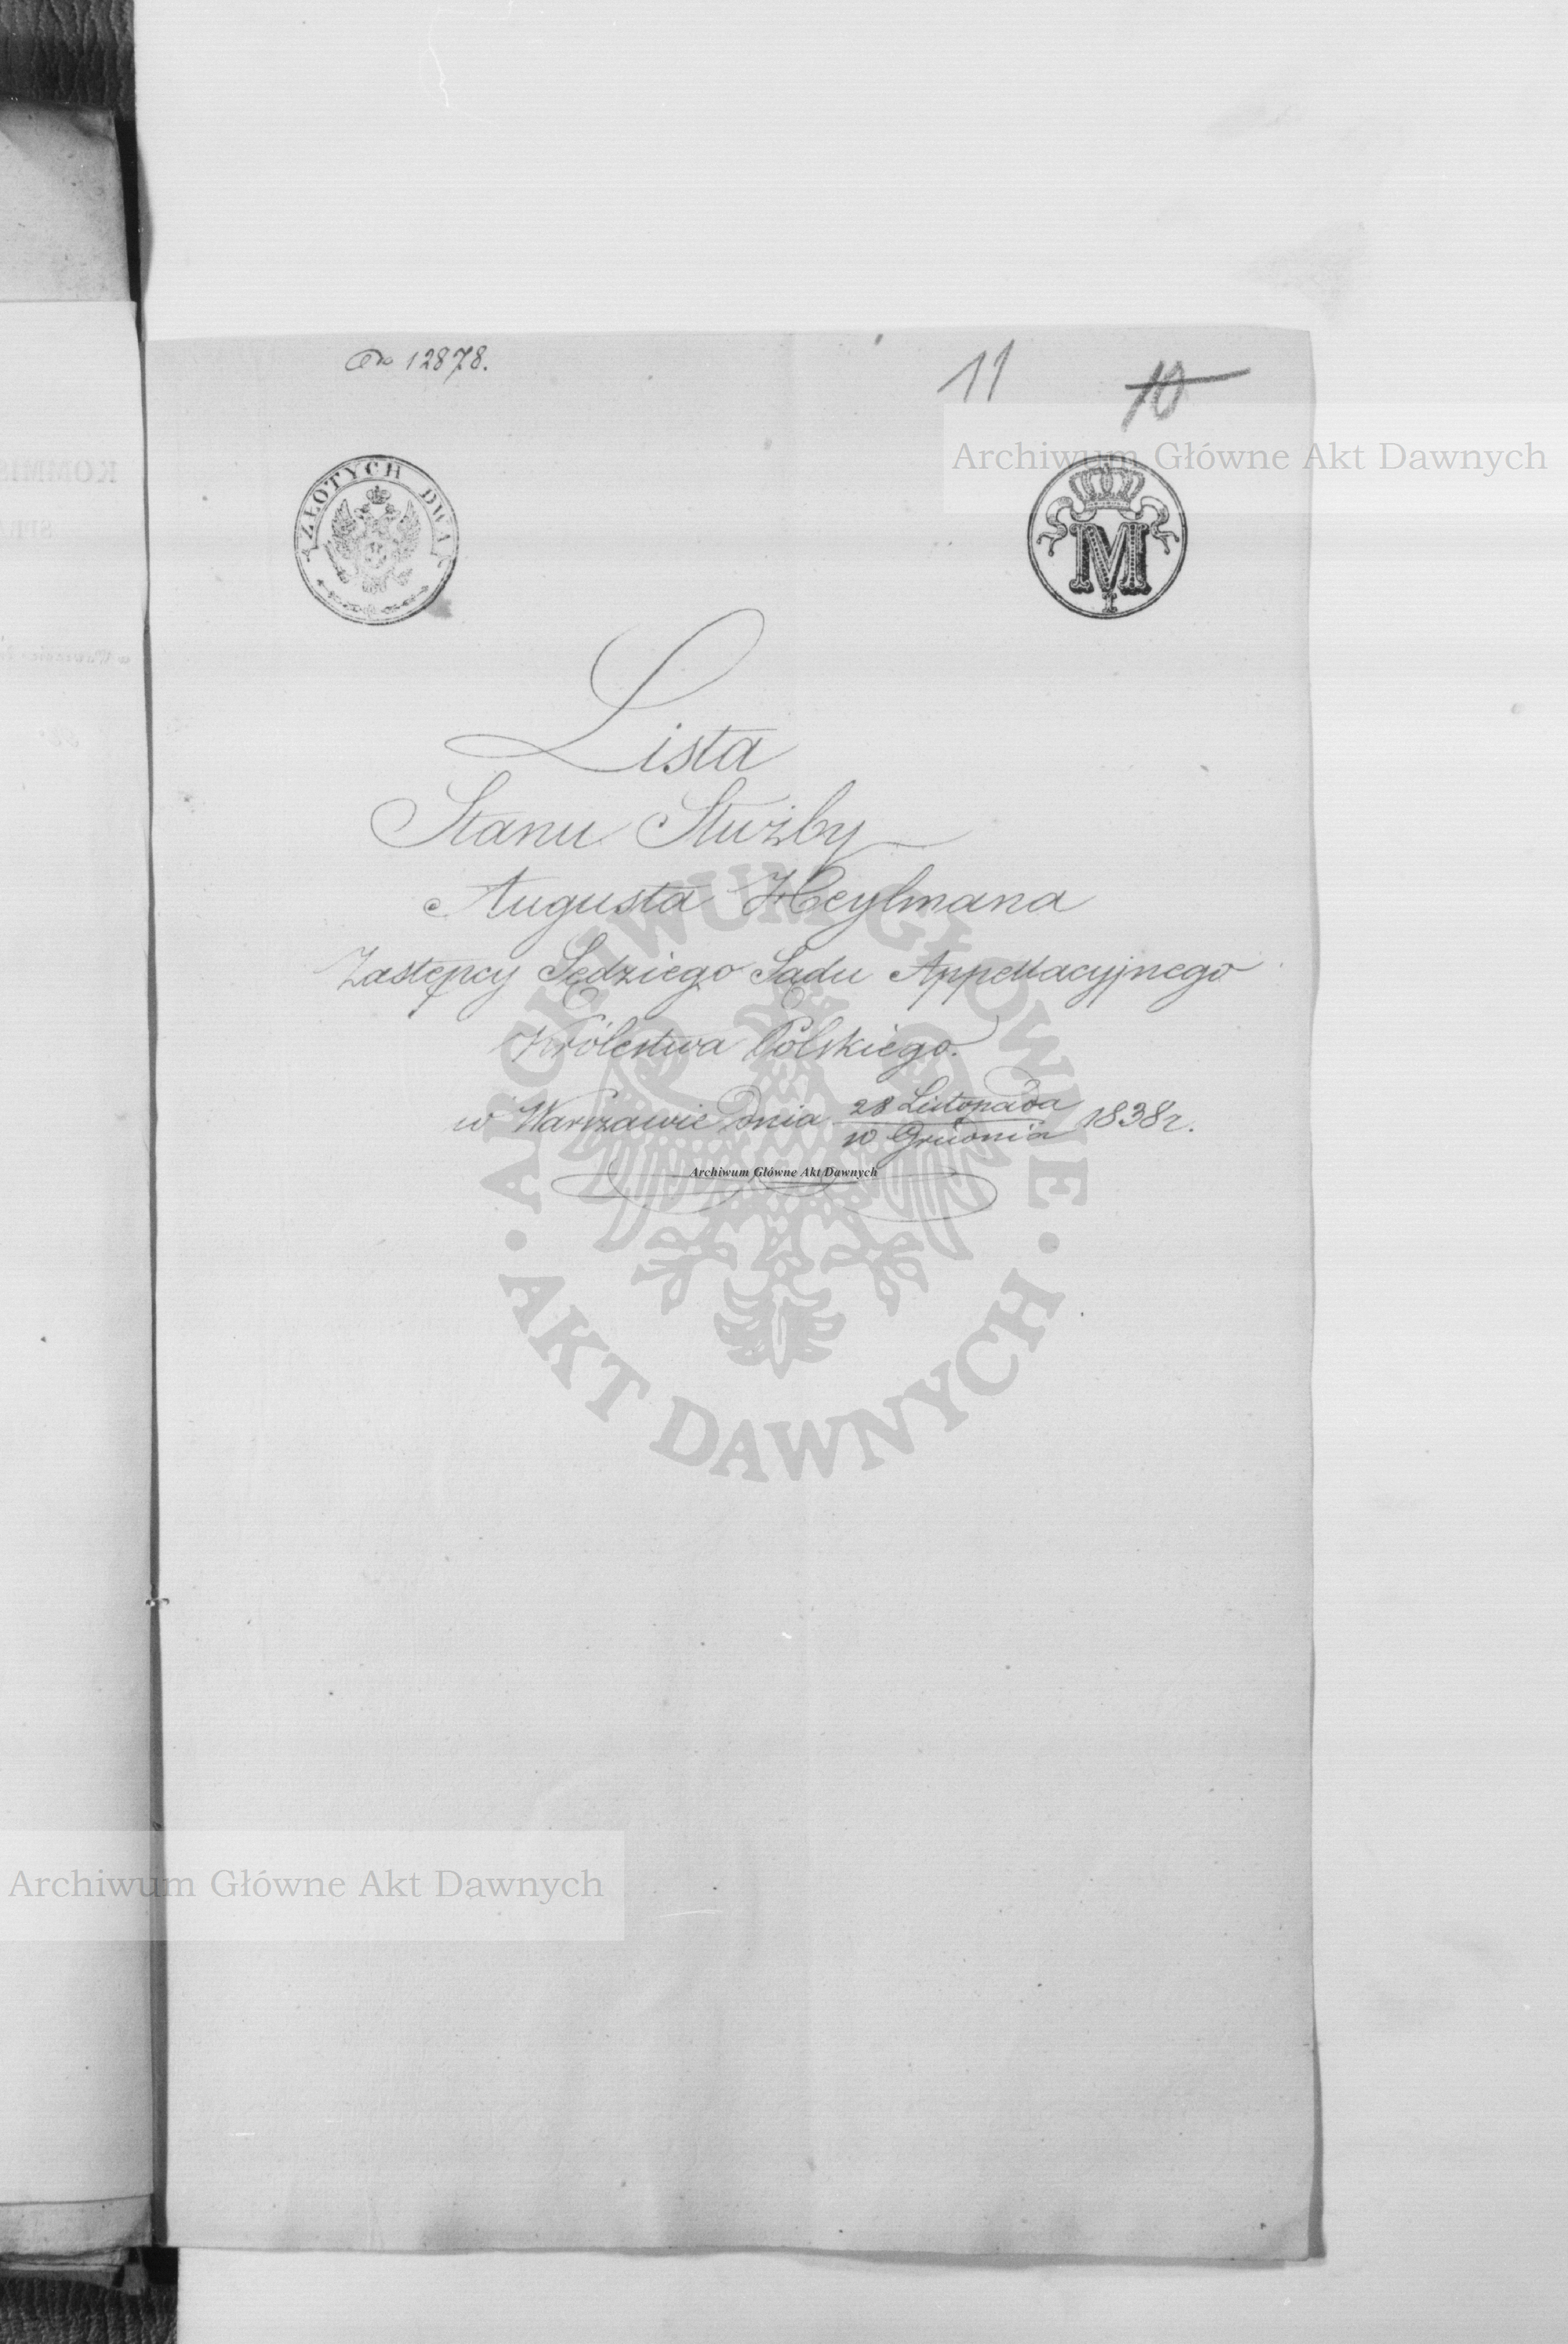 12878.
11
10
Archiwum Główne Akt Dawnych
ZŁOTYCH DWA
M
Lista
Stanu Służby
Augusta Heylmana
Zastępcy Sędziego Sądu Appellacyjnego
Królestwa Polskiego.
w Warszawie dnia 28 Listopada 1838 r.
10 Grudnia
Archiwum Główne Akt Dawnych
ARCHIWUM GŁÓWNE
AKT DAWNYCH
Archiwum Główne Akt Dawnych